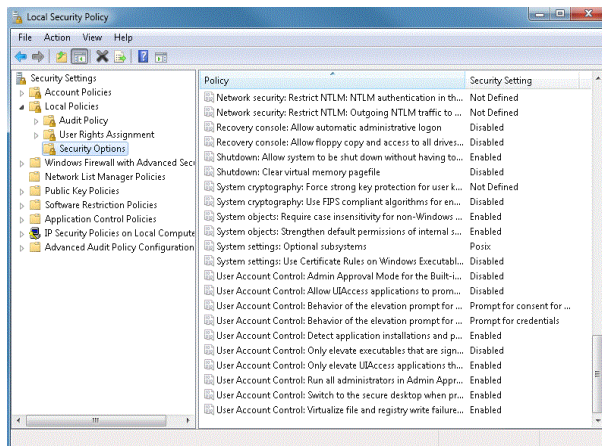 Local Security Policy
File Action View Help
Security Settings
Account Policies
Local Policies
Audit Policy
User Rights Assignment
Security Options
Windows Firewall with Advanced Secu
Network List Manager Policies
Public Key Policies
Software Restriction Policies
Application Control Policies
IP Security Policies on Local Compute
Advanced Audit Policy Configuration
Policy Security Setting
Network security: Restrict NTLM: NTLM authentication in th... Not Defined
Network security: Restrict NTLM: Outgoing NTLM traffic to ... Not Defined
Recovery console: Allow automatic administrative logon Disabled
Recovery console: Allow floppy copy and access to all drives... Disabled
Shutdown: Allow system to be shut down without having to... Enabled
Shutdown: Clear virtual memory pagefile Disabled
System cryptography: Force strong key protection for user k... Not Defined
System cryptography: Use FIPS compliant algorithms for en... Disabled
System objects: Require case insensitivity for non-Windows ... Enabled
System objects: Strengthen default permissions of internal s... Enabled
System settings: Optional subsystems Posix
System settings: Use Certificate Rules on Windows Executabl... Disabled
User Account Control: Admin Approval Mode for the Built-i... Disabled
User Account Control: Allow UIAccess applications to prom... Disabled
User Account Control: Behavior of the elevation prompt for ... Prompt for consent for ...
User Account Control: Behavior of the elevation prompt for ... Prompt for credentials
User Account Control: Detect application installations and p... Enabled
User Account Control: Only elevate executables that are sign... Disabled
User Account Control: Only elevate UIAccess applications th... Enabled
User Account Control: Run all administrators in Admin Appr... Enabled
User Account Control: Switch to the secure desktop when pr... Enabled
User Account Control: Virtualize file and registry write failure... Enabled